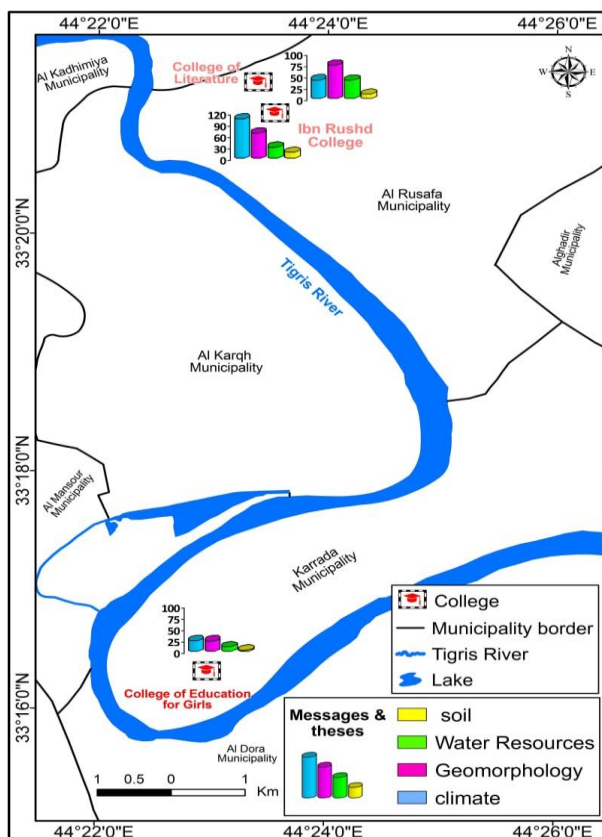 44°22'0"E
44°24'0"E
44°26'0"E
Al Kadhimiya
Municipality
College of
Literature
100
75
50
25
0
N
W
E
S
120
90
60
30
0
Ibn Rushd
College
Al Rusafa
Municipality
Alghadir
Municipality
33°20'0"N
Tigris River
Al Karqh
Municipality
33°18'0"N
Al Mansour
Municipality
Karrada
Municipality
100
75
50
25
0
College of Education
for Girls
33°16'0"N
Al Dora
Municipality
College
Municipality border
Tigris River
Lake
Messages &
theses
soil
Water Resources
Geomorphology
climate
1 0.5 0 1
Km
44°22'0"E
44°24'0"E
44°26'0"E